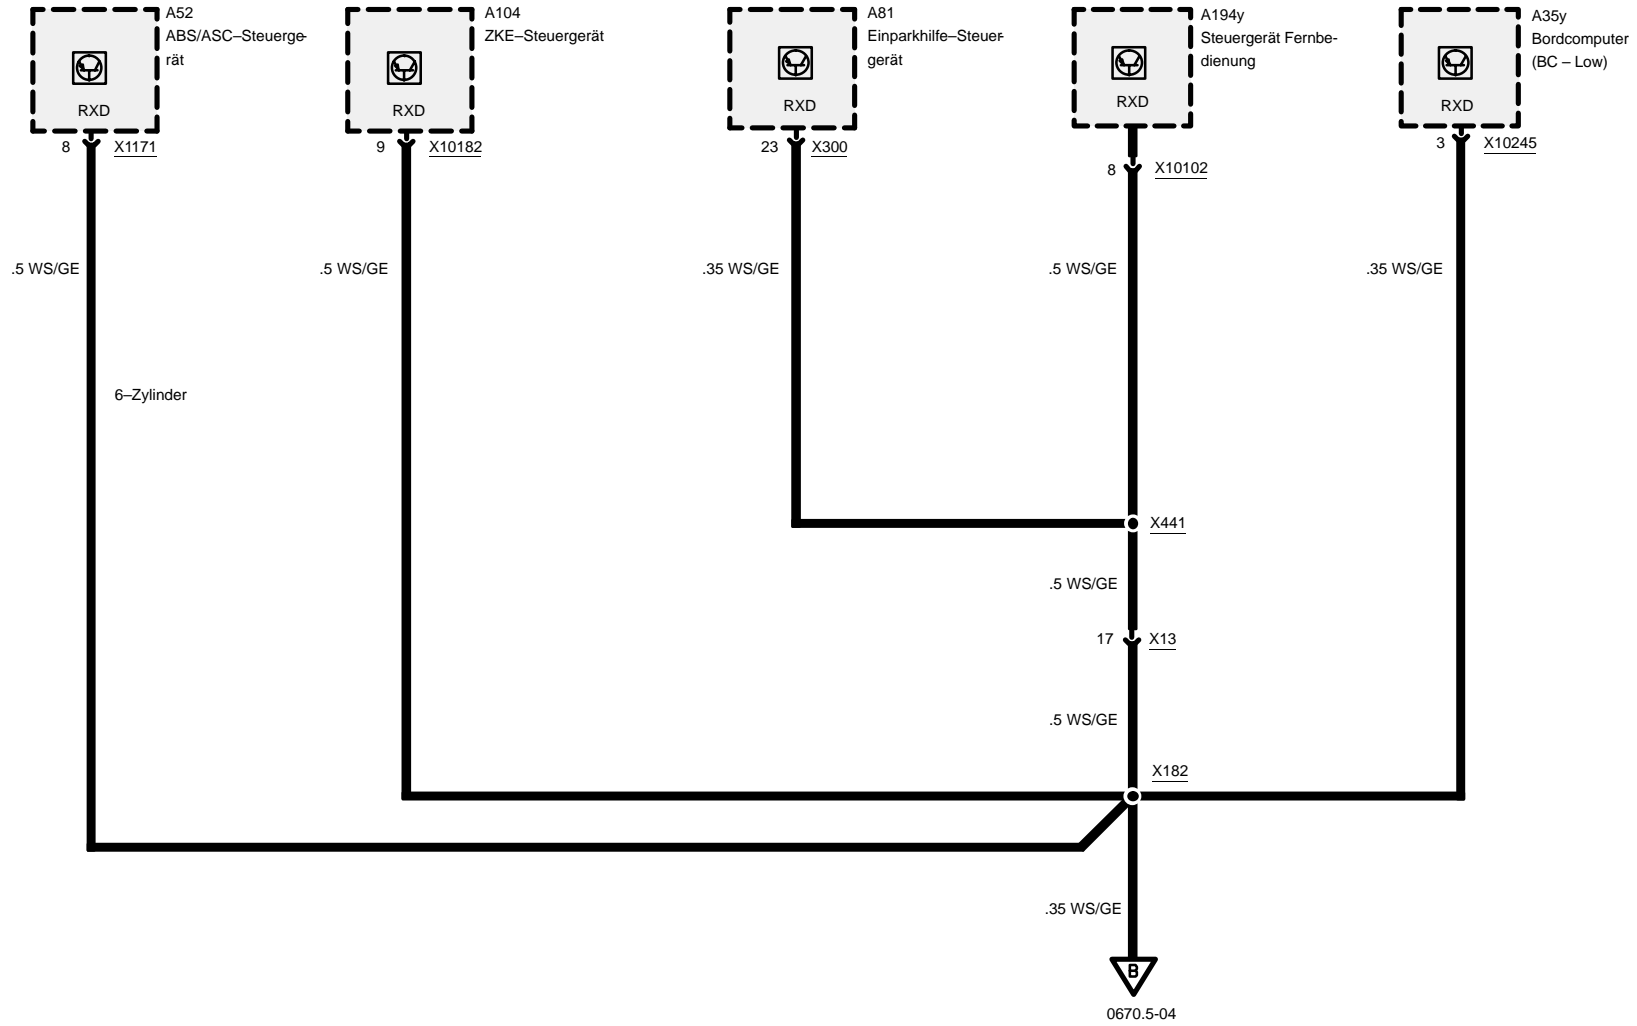 A52
ABS/ASC–Steuerge-
rät
RXD
8
X1171
A104
ZKE–Steuergerät
RXD
9
X10182
A81
Einparkhilfe–Steuer-
gerät
RXD
23
X300
A194y
Steuergerät Fernbe-
dienung
RXD
8
X10102
A35y
Bordcomputer
(BC – Low)
RXD
3
X10245
.5 WS/GE
.5 WS/GE
.35 WS/GE
.5 WS/GE
.35 WS/GE
6–Zylinder
X441
.5 WS/GE
17
X13
.5 WS/GE
X182
.35 WS/GE
B
0670.5-04